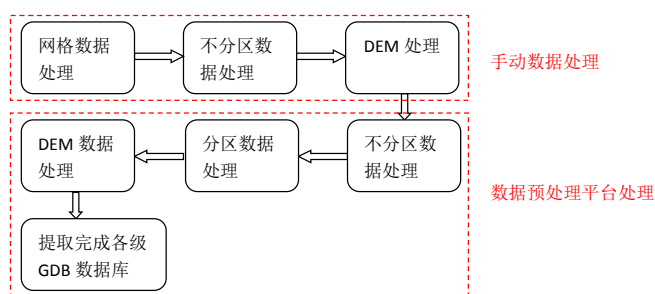 网格数据
处理
不分区数
据处理
DEM 处理
手动数据处理
DEM 数据
处理
分区数据
处理
不分区数
据处理
数据预处理平台处理
提取完成各级
GDB 数据库